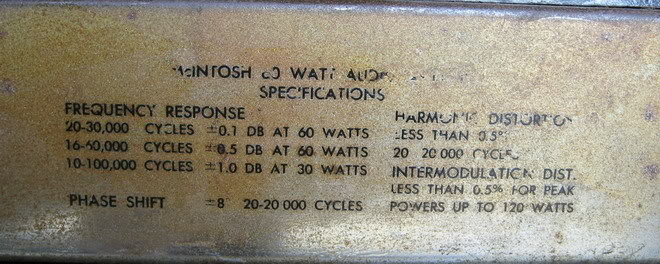 McINTOSH 60 WATT
SPECIFICATIONS
FREQUENCY RESPONSE
20-30,000 CYCLES ±0.1 DB AT 60 WATTS
16-60,000 CYCLES ±0.5 DB AT 60 WATTS
10-100,000 CYCLES ±1.0 DB AT 30 WATTS
PHASE SHIFT ±8° 20-20 000 CYCLES
HARMONIC DISTORTION
LESS THAN 0.5%
20 20 000 CYCLES
INTERMODULATION DIST.
LESS THAN 0.5% FOR PEAK
POWERS UP TO 120 WATTS